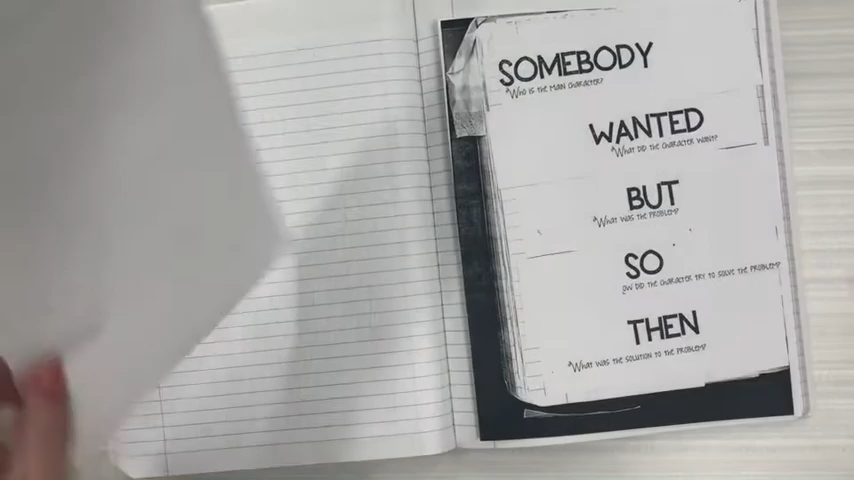 SOMEBODY
*Who is the main character?
WANTED
*What did the character want?
BUT
*What was the problem?
SO
ow did the character try to solve the problem?
THEN
*What was the solution to the problem?